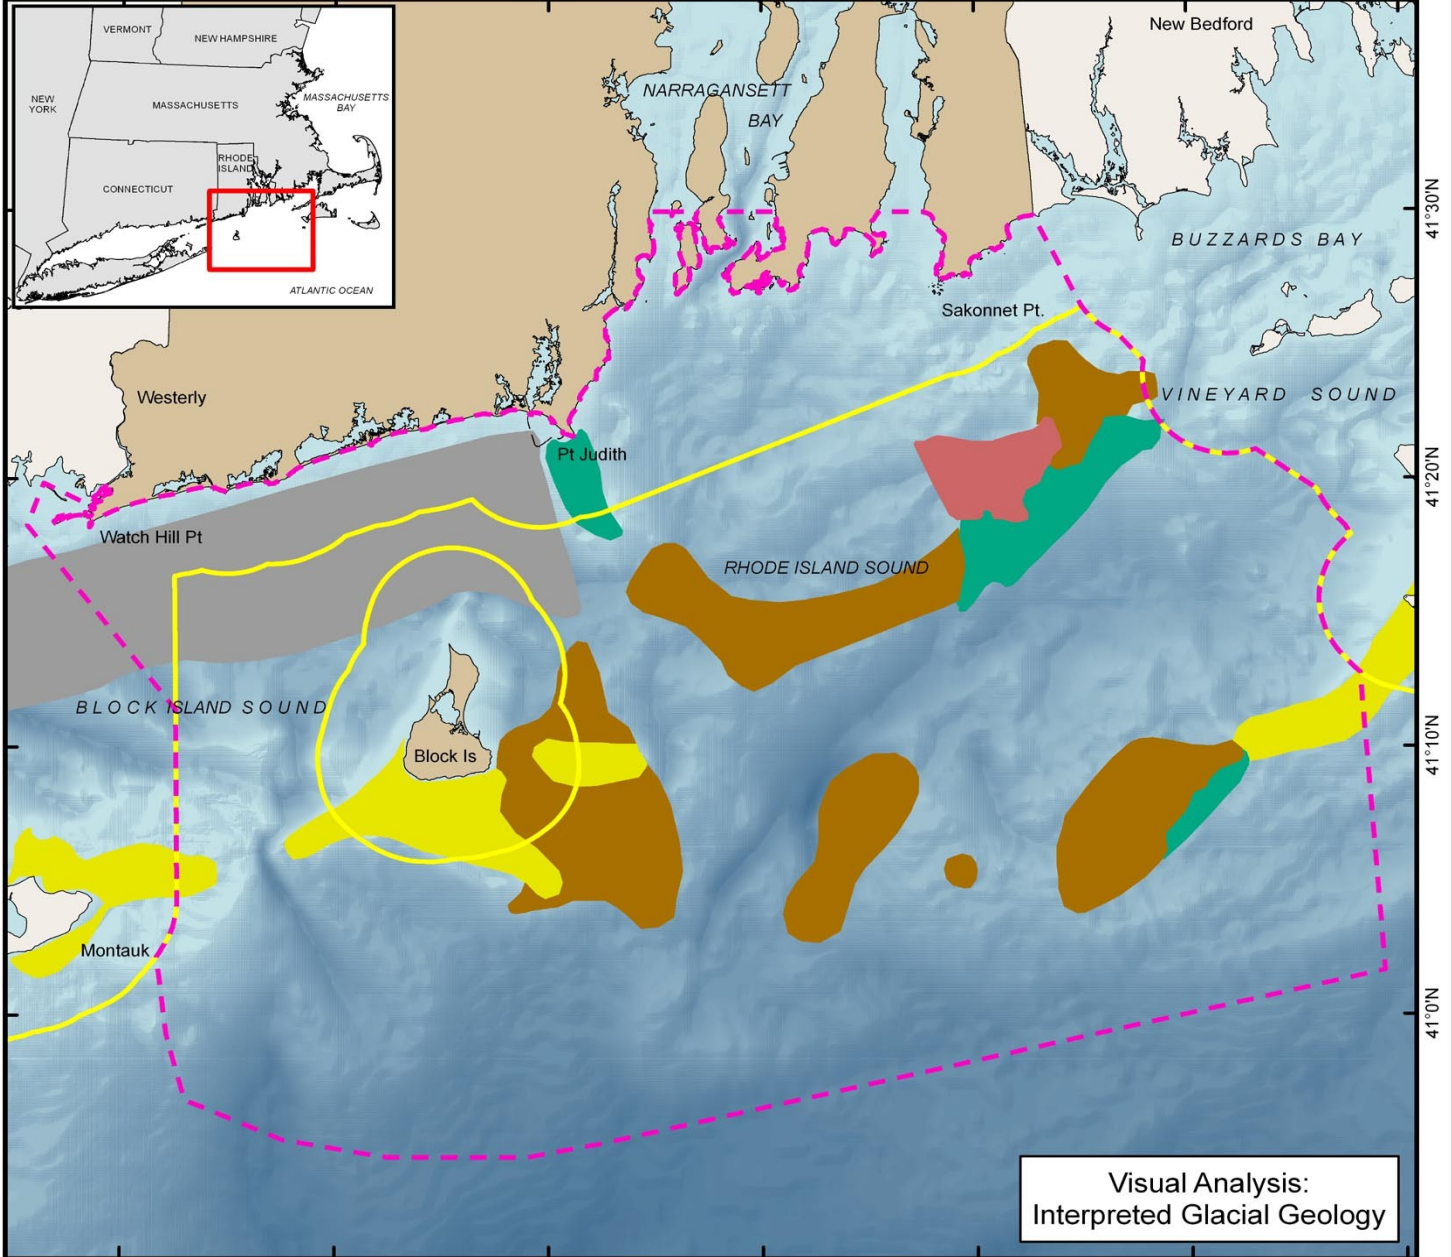 VERMONT
NEW HAMPSHIRE
NEW
YORK
MASSACHUSETTS
MASSACHUSETTS
BAY
RHODE
ISLAND
CONNECTICUT
ATLANTIC OCEAN
New Bedford
NARRAGANSETT
BAY
41°30'N
BUZZARDS BAY
Sakonnet Pt.
Westerly
VINEYARD SOUND
Pt Judith
41°20'N
Watch Hill Pt
RHODE ISLAND SOUND
BLOCK ISLAND SOUND
Block Is
41°10'N
Montauk
41°0'N
Visual Analysis:
Interpreted Glacial Geology